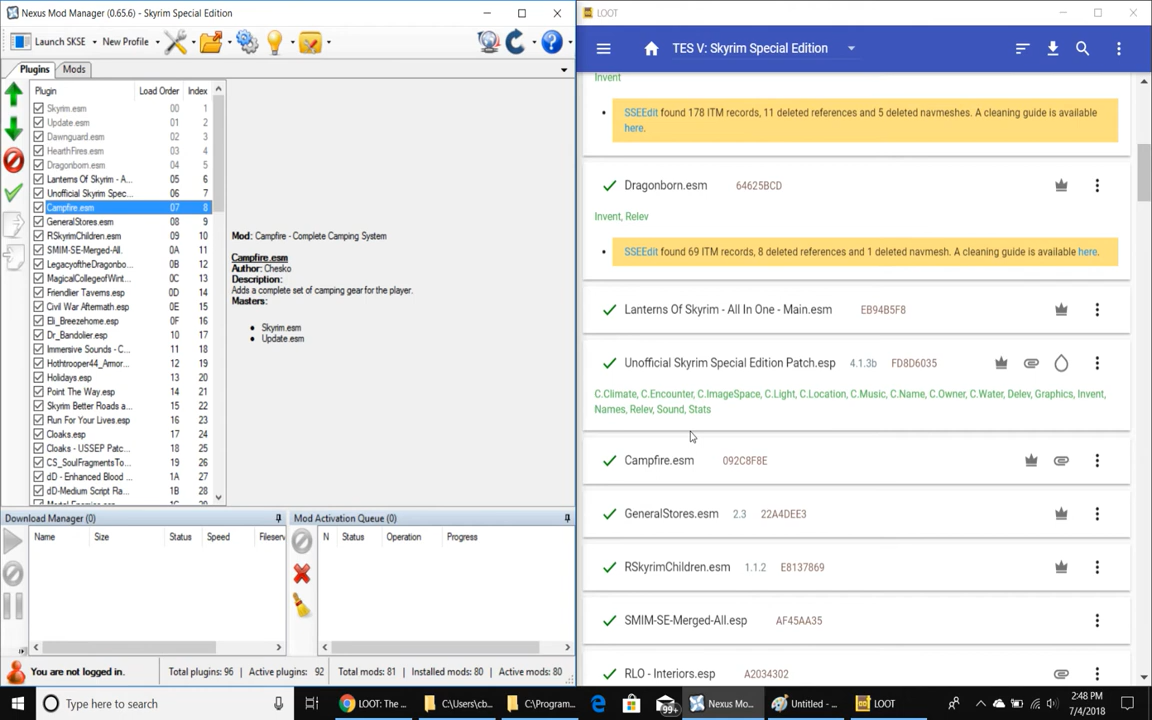 Nexus Mod Manager (0.65.6) - Skyrim Special Edition
Launch SKSE
New Profile
Plugins
Mods
Plugin Load Order Index
Skyrim.esm 00 1
Update.esm 01 2
Dawnguard.esm 02 3
HearthFires.esm 03 4
Dragonborn.esm 04 5
Lanterns Of Skyrim - A... 05 6
Unofficial Skyrim Spec... 06 7
Campfire.esm 07 8
GeneralStores.esm 08 9
RSkyrimChildren.esm 09 10
SMIM-SE-Merged-All. 0A 11
LegacyoftheDragonbo... 0B 12
MagicalCollegeofWint... 0C 13
Friendlier Taverns.esp 0D 14
Civil War Aftermath.esp 0E 15
Eli_Breezehome.esp 0F 16
Dr_Bandolier.esp 10 17
Immersive Sounds - C... 11 18
Hothtrooper44_Armor... 12 19
Holidays.esp 13 20
Point The Way.esp 14 21
Skyrim Better Roads a... 15 22
Run For Your Lives.esp 16 23
Cloaks.esp 17 24
Cloaks - USSEP Patc... 18 25
CS_SoulFragmentsTo... 19 26
dD - Enhanced Blood ... 1A 27
dD-Medium Script Ra... 1B 28
Mod: Campfire - Complete Camping System
Campfire.esm
Author: Chesko
Description:
Adds a complete set of camping gear for the player.
Masters:
Skyrim.esm
Update.esm
Download Manager (0)
Name Size Status Speed Fileserv
Mod Activation Queue (0)
N Status Operation Progress
You are not logged in.
Total plugins: 96 Active plugins: 92
Total mods: 81 Installed mods: 80 Active mods: 80
LOOT
TES V: Skyrim Special Edition
Invent
SSEEdit found 178 ITM records, 11 deleted references and 5 deleted navmeshes. A cleaning guide is available
here.
Dragonborn.esm 64625BCD
Invent, Relev
SSEEdit found 69 ITM records, 8 deleted references and 1 deleted navmesh. A cleaning guide is available here.
Lanterns Of Skyrim - All In One - Main.esm EB94B5F8
Unofficial Skyrim Special Edition Patch.esp 4.1.3b FD8D6035
C.Climate, C.Encounter, C.ImageSpace, C.Light, C.Location, C.Music, C.Name, C.Owner, C.Water, Delev, Graphics, Invent,
Names, Relev, Sound, Stats
Campfire.esm 092C8F8E
GeneralStores.esm 2.3 22A4DEE3
RSkyrimChildren.esm 1.1.2 E8137869
SMIM-SE-Merged-All.esp AF45AA35
RLO - Interiors.esp A2034302
Type here to search
LOOT: The ...
C:\Users\cb...
C:\Program...
99+
Nexus Mo...
Untitled - ...
LOOT
2:48 PM
7/4/2018